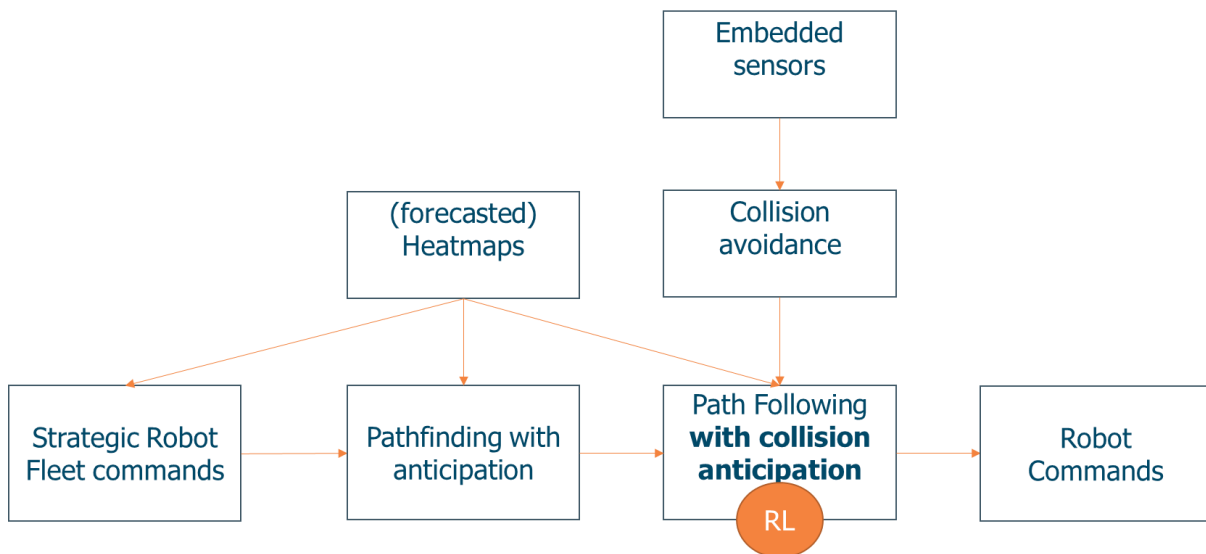 Embedded
sensors
(forecasted)
Heatmaps
Collision
avoidance
Strategic Robot
Fleet commands
Pathfinding with
anticipation
Path Following
with collision
anticipation
RL
Robot
Commands